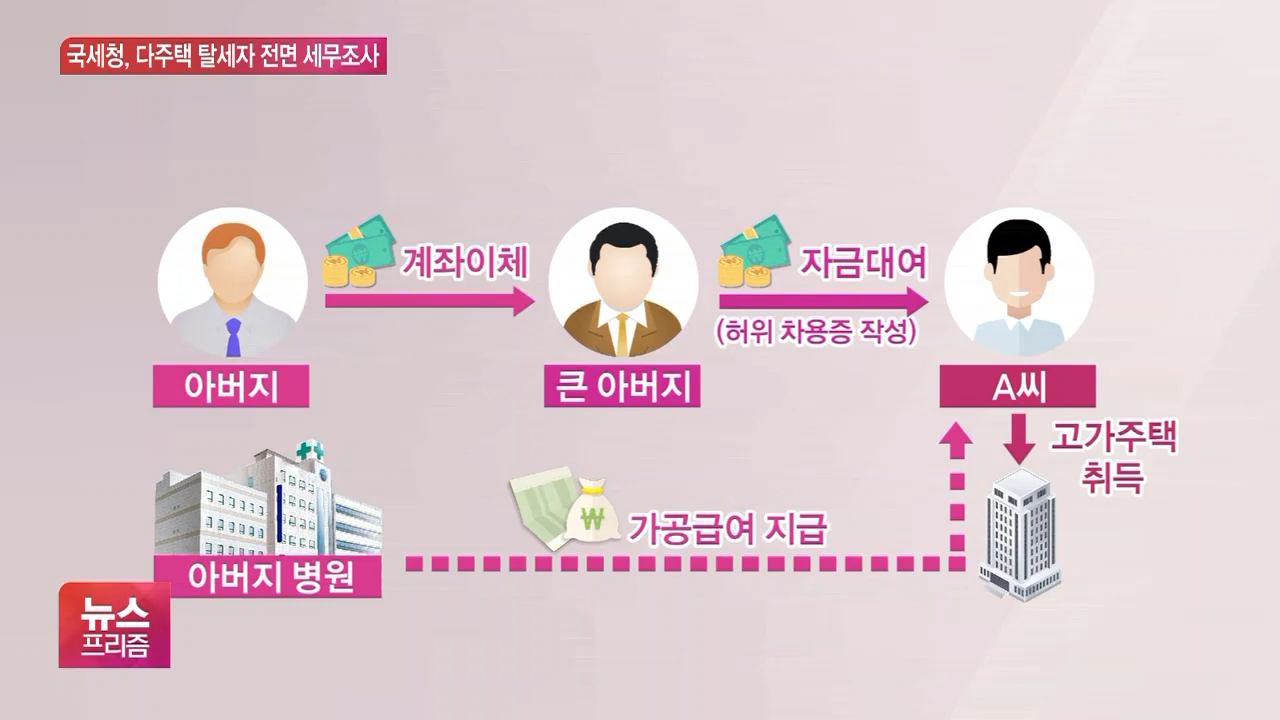 국세청, 다주택 탈세자 전면 세무조사
계좌이체
자금대여
(허위 차용증 작성)
아버지
큰 아버지
A씨
고가주택
취득
가공급여 지급
아버지 병원
뉴스
프리즘